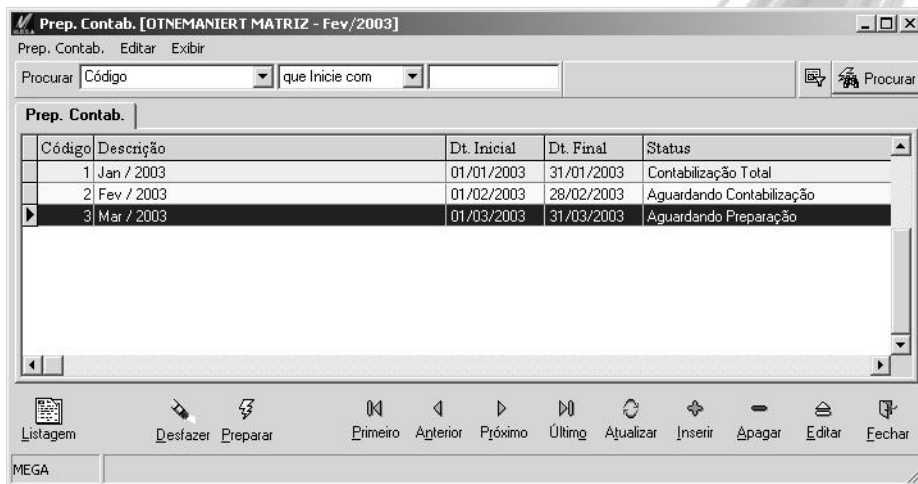 Prep. Contab. [OTNEMANIERT MATRIZ - Fev/2003]
Prep. Contab. Editar Exibir
Procurar Código que Inicie com Procurar
Prep. Contab.
Código Descrição Dt. Inicial Dt. Final Status
1 Jan / 2003 01/01/2003 31/01/2003 Contabilização Total
2 Fev / 2003 01/02/2003 28/02/2003 Aguardando Contabilização
3 Mar / 2003 01/03/2003 31/03/2003 Aguardando Preparação
Listagem Desfazer Preparar Primeiro Anterior Próximo Último Atualizar Inserir Apagar Editar Fechar
MEGA